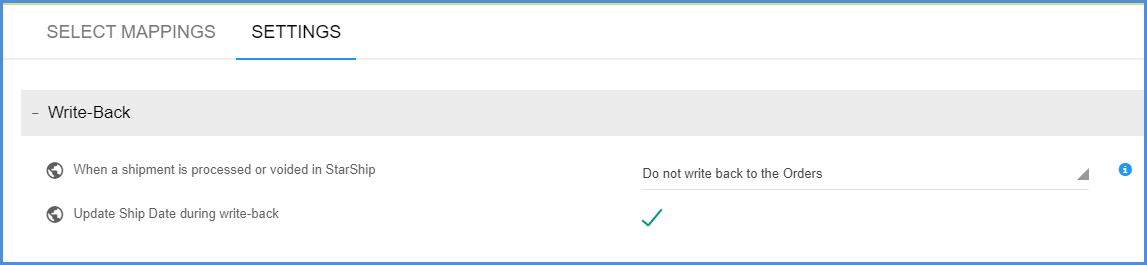 SELECT MAPPINGS SETTINGS
- Write-Back
When a shipment is processed or voided in StarShip Do not write back to the Orders
Update Ship Date during write-back